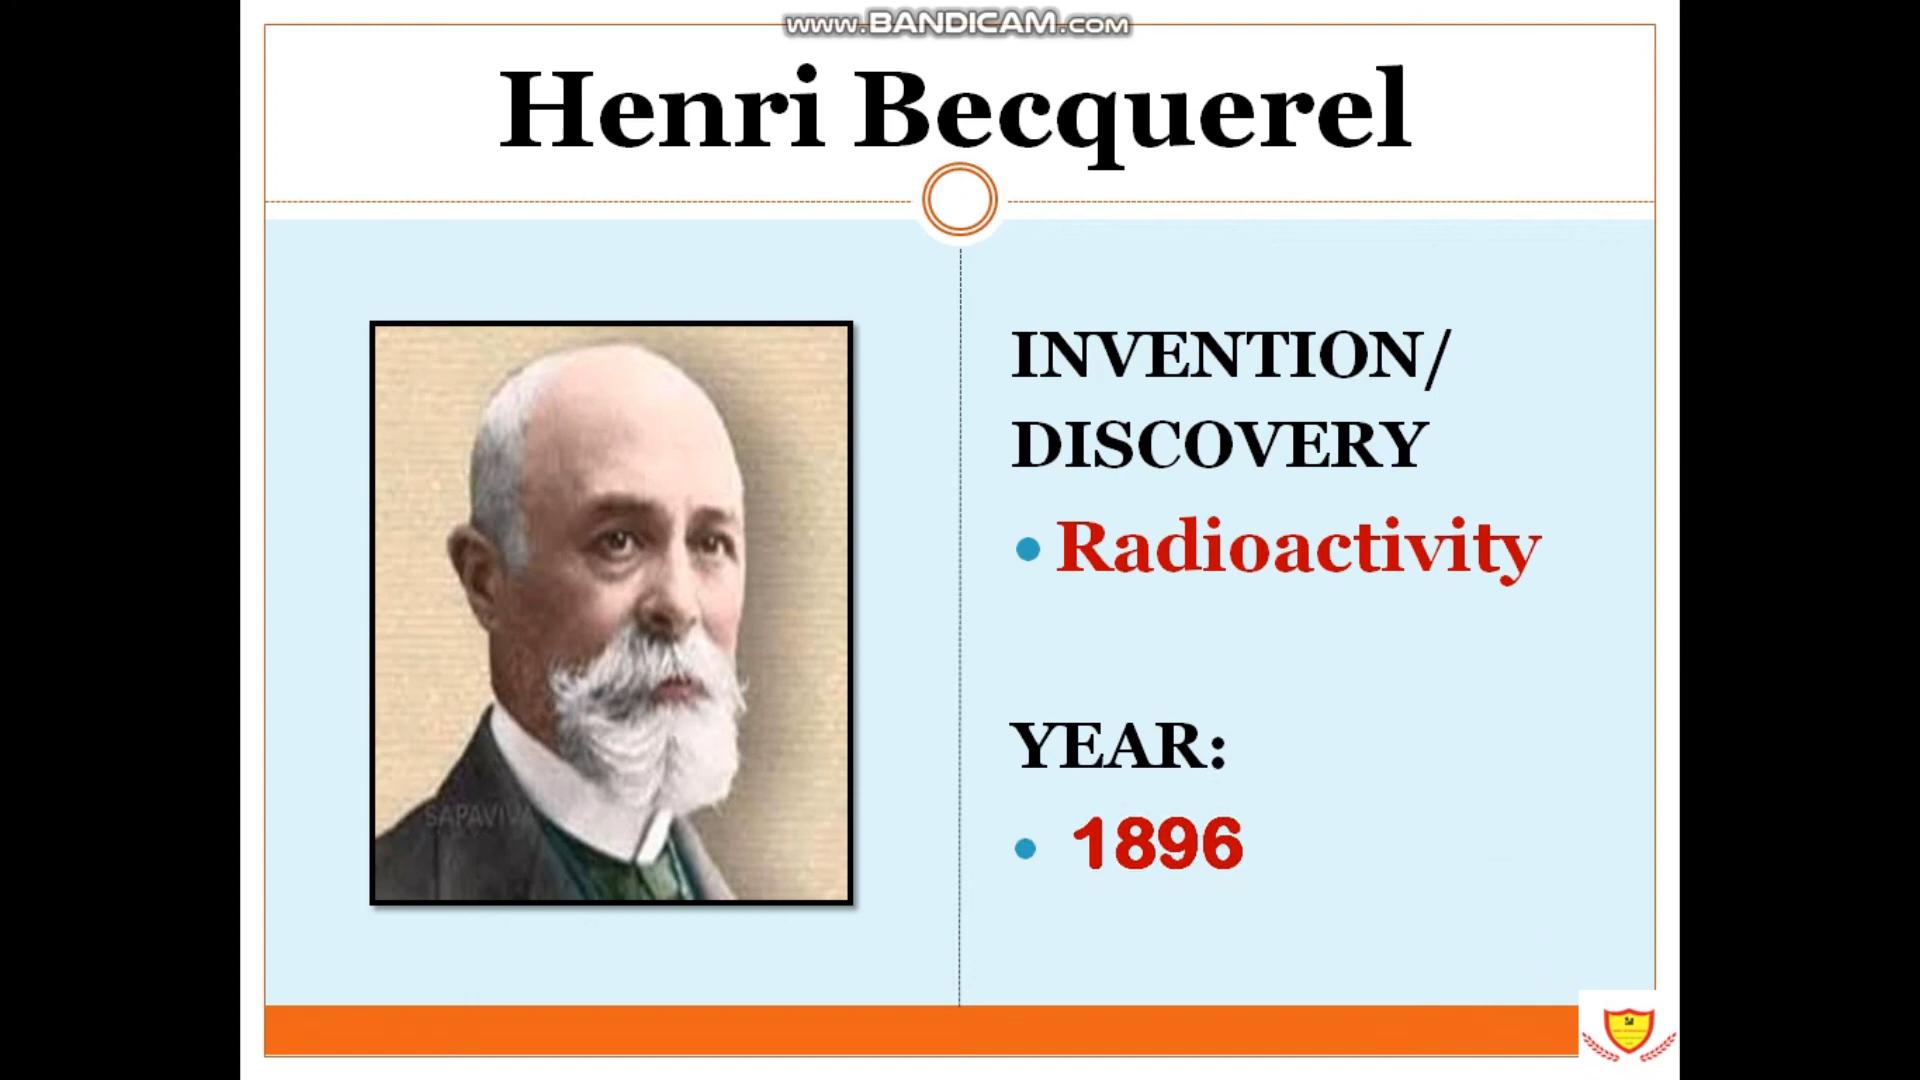 www.BANDICAM.com
Henri Becquerel
INVENTION/
DISCOVERY
• Radioactivity
YEAR:
• 1896
SAPAVIVA